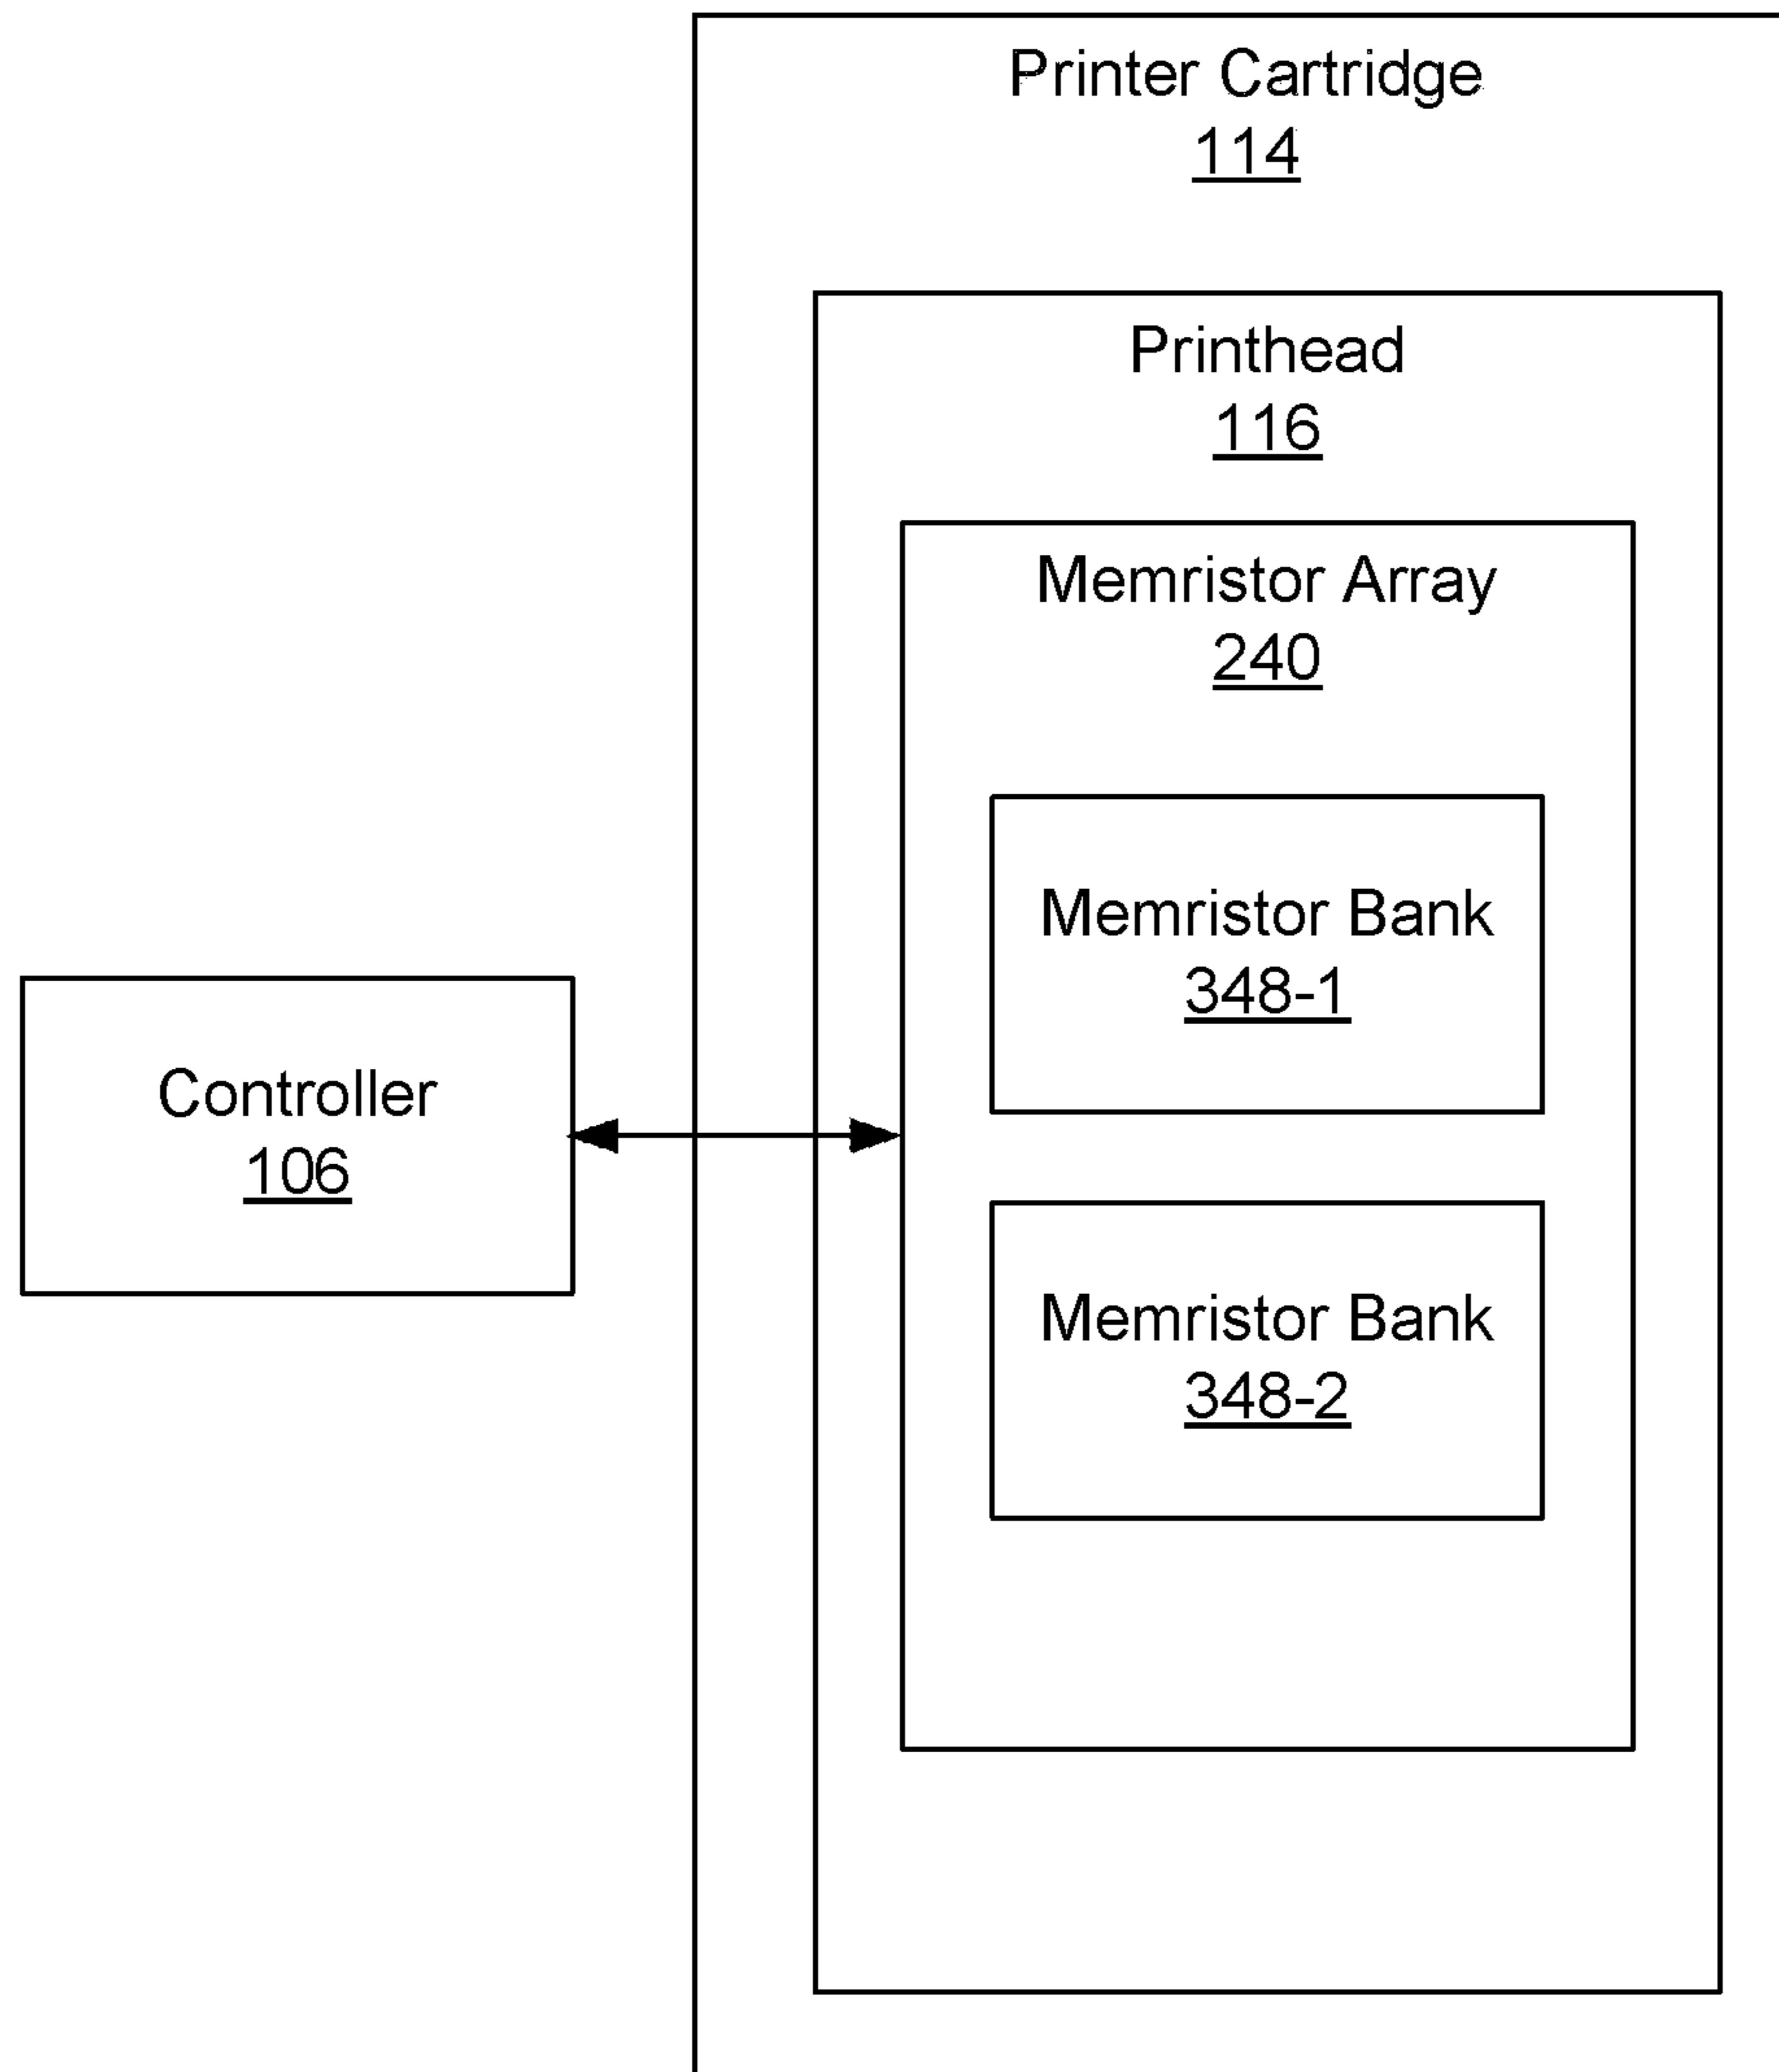 Printer Cartridge
114
Printhead
116
Memristor Array
240
Memristor Bank
348-1
Controller
106
Memristor Bank
348-2